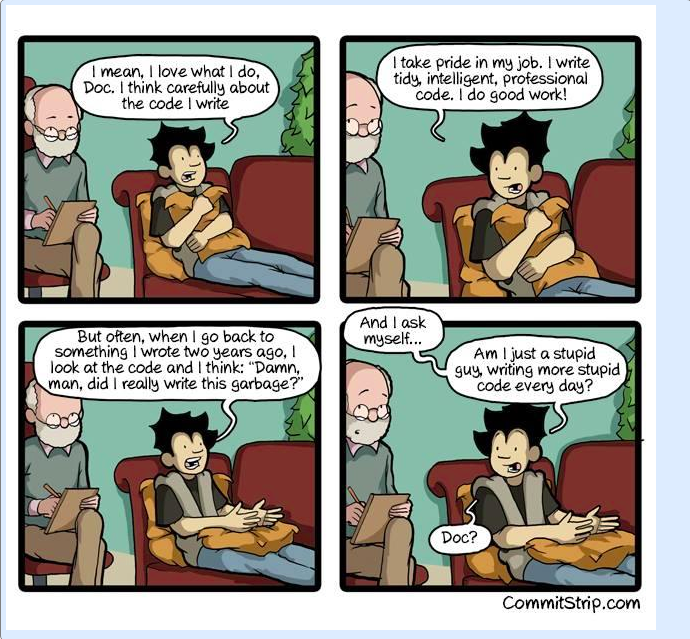 I mean, I love what I do,
Doc. I think carefully about
the code I write
I take pride in my job. I write
tidy, intelligent, professional
code. I do good work!
But often, when I go back to
something I wrote two years ago, I
look at the code and I think: "Damn,
man, did I really write this garbage?"
And I ask
myself...
Am I just a stupid
guy, writing more stupid
code every day?
Doc?
CommitStrip.com